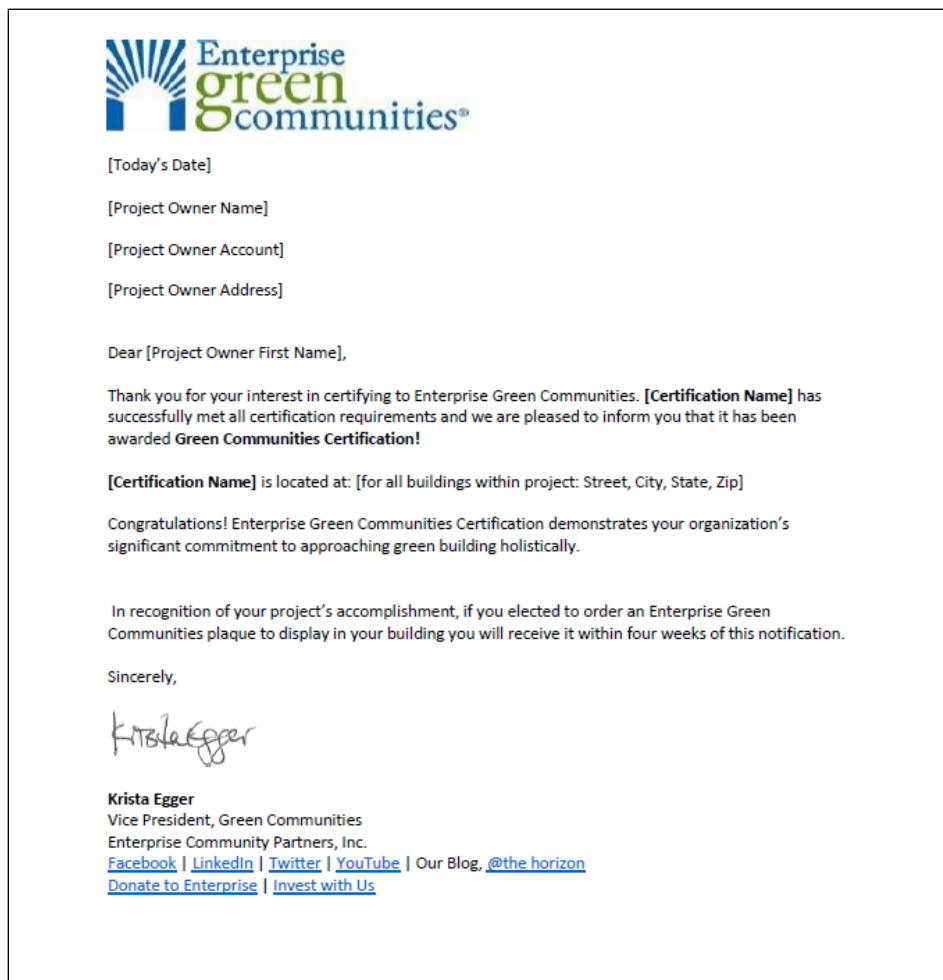 Enterprise
green
communities®
[Today's Date]
[Project Owner Name]
[Project Owner Account]
[Project Owner Address]
Dear [Project Owner First Name],
Thank you for your interest in certifying to Enterprise Green Communities. [Certification Name] has
successfully met all certification requirements and we are pleased to inform you that it has been
awarded Green Communities Certification!
[Certification Name] is located at: [for all buildings within project: Street, City, State, Zip]
Congratulations! Enterprise Green Communities Certification demonstrates your organization's
significant commitment to approaching green building holistically.
In recognition of your project's accomplishment, if you elected to order an Enterprise Green
Communities plaque to display in your building you will receive it within four weeks of this notification.
Sincerely,
Krista Egger
Krista Egger
Vice President, Green Communities
Enterprise Community Partners, Inc.
Facebook | LinkedIn | Twitter | YouTube | Our Blog, @the horizon
Donate to Enterprise | Invest with Us